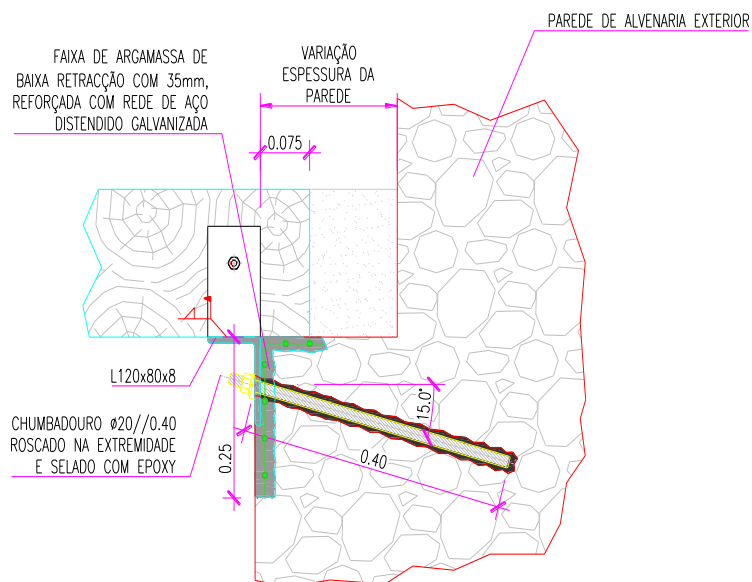 PAREDE DE ALVENARIA EXTERIOR
FAIXA DE ARGAMASSA DE
BAIXA RETRACÇÃO COM 35mm,
REFORÇADA COM REDE DE AÇO
DISTENDIDO GALVANIZADA
VARIAÇÃO
ESPESSURA DA
PAREDE
0.075
L120x80x8
CHUMBADOURO ø20//0.40
ROSCADO NA EXTREMIDADE
E SELADO COM EPOXY
0.25
0.40
15.0°